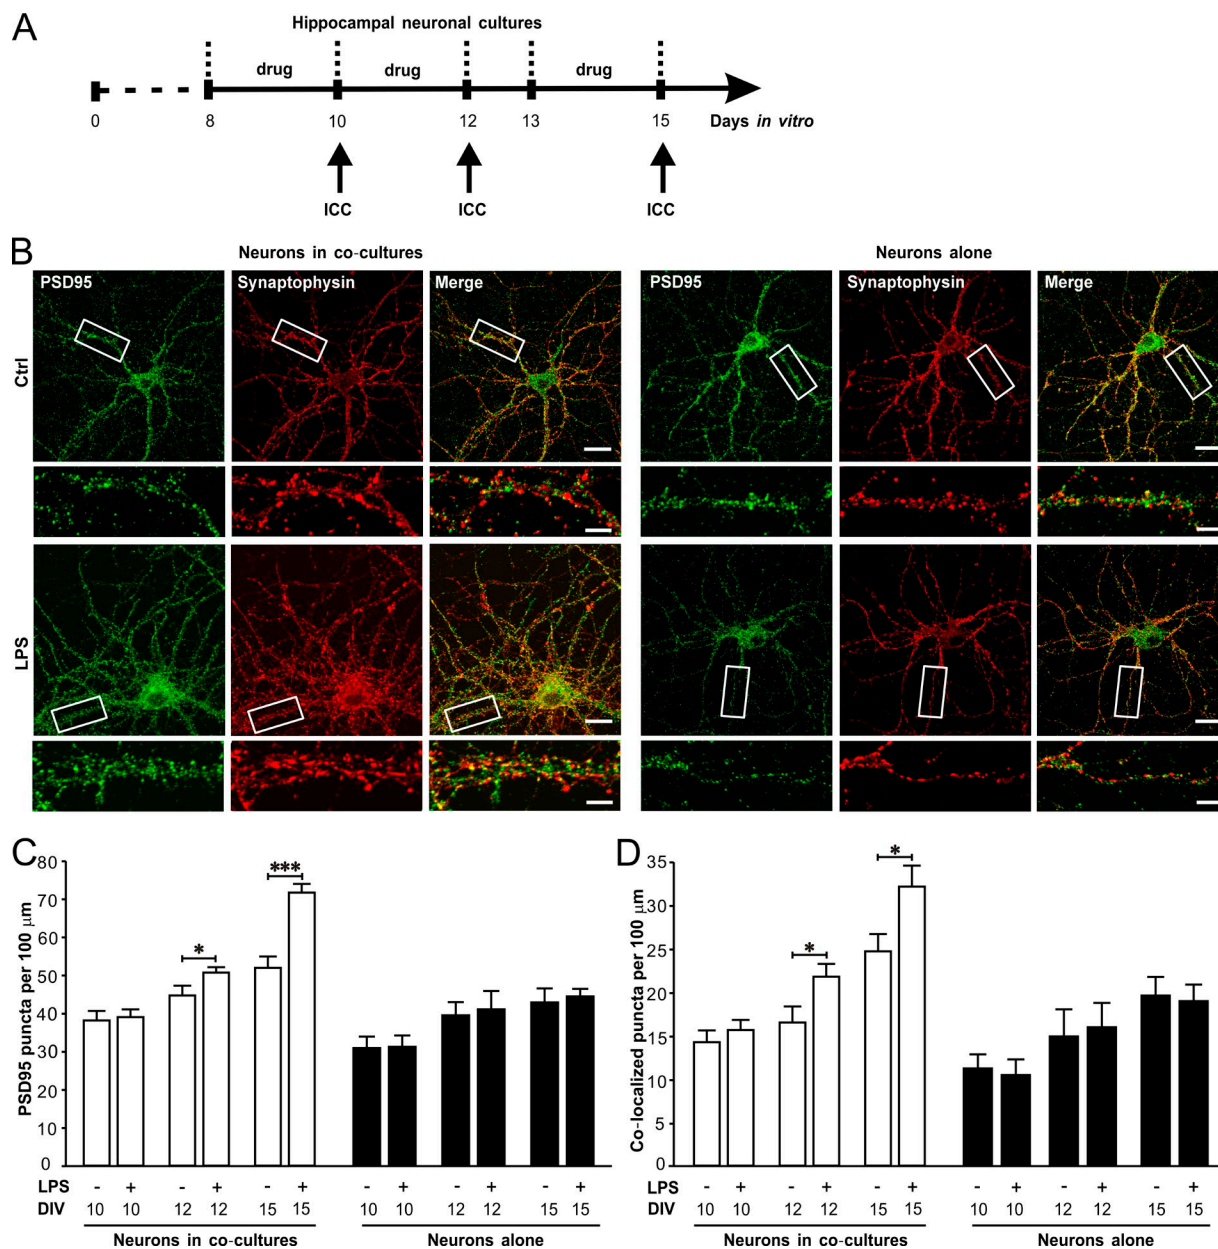 A
Hippocampal neuronal cultures
drug drug drug
0 8 10 12 13 15 Days in vitro
ICC ICC ICC
B
Neurons in co-cultures Neurons alone
PSD95 Synaptophysin Merge PSD95 Synaptophysin Merge
Ctrl
LPS
C
PSD95 puncta per 100 μm
80
70
60
50
40
30
20
10
0
* ***
LPS - + - + - + - + - + - +
DIV 10 10 12 12 15 15 10 10 12 12 15 15
Neurons in co-cultures Neurons alone
D
Co-localized puncta per 100 μm
35
30
25
20
15
10
5
0
* *
LPS - + - + - + - + - + - +
DIV 10 10 12 12 15 15 10 10 12 12 15 15
Neurons in co-cultures Neurons alone